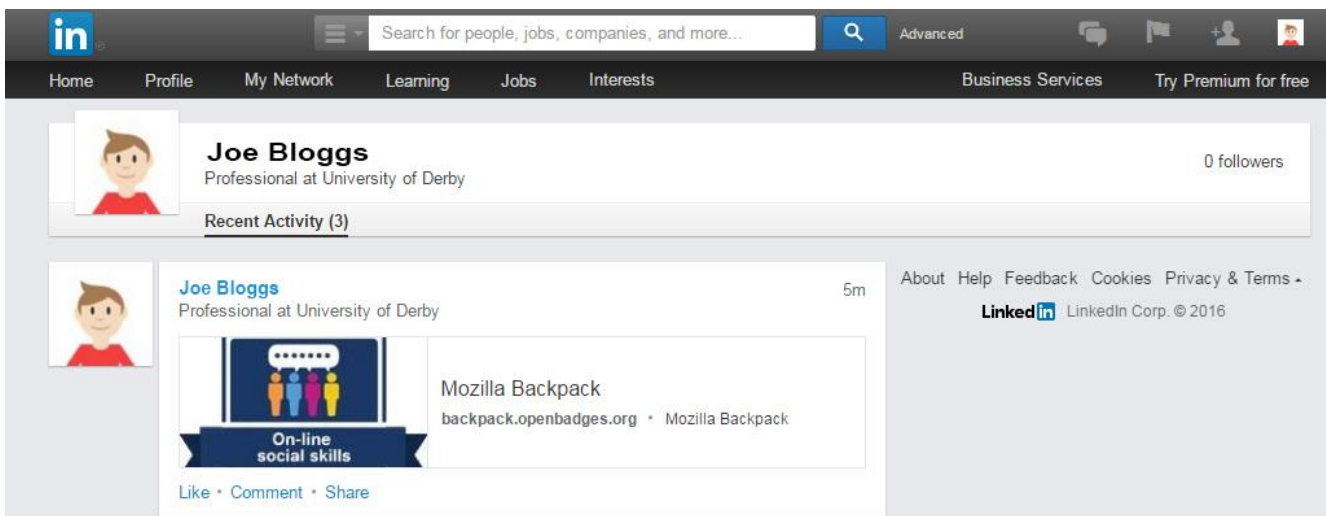 in
Search for people, jobs, companies, and more...
Advanced
Home Profile My Network Learning Jobs Interests Business Services Try Premium for free
Joe Bloggs
Professional at University of Derby
0 followers
Recent Activity (3)
Joe Bloggs
5m
Professional at University of Derby
On-line
social skills
Mozilla Backpack
backpack.openbadges.org • Mozilla Backpack
Like • Comment • Share
About Help Feedback Cookies Privacy & Terms
Linked in LinkedIn Corp. © 2016